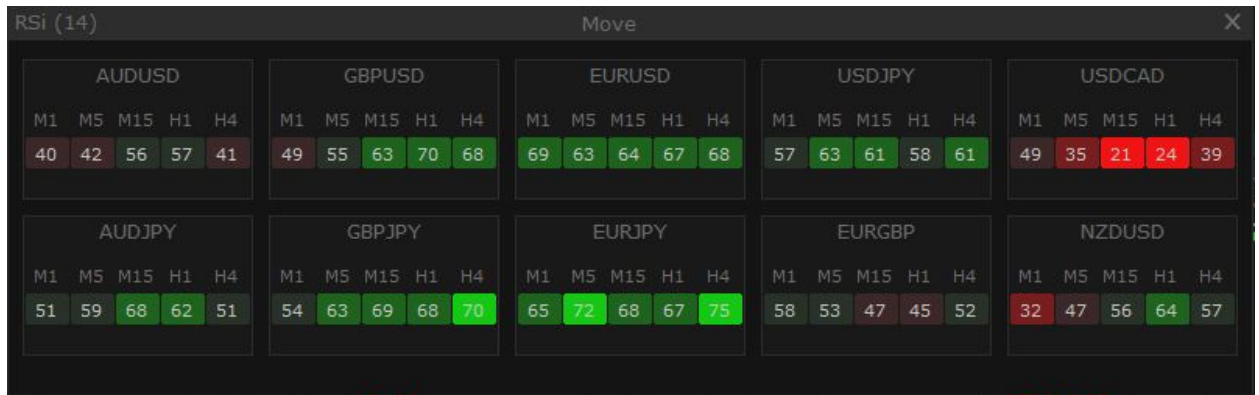 RSi (14) Move X
AUDUSD GBPUSD EURUSD USDJPY USDCAD
M1 M5 M15 H1 H4 M1 M5 M15 H1 H4 M1 M5 M15 H1 H4 M1 M5 M15 H1 H4 M1 M5 M15 H1 H4
40 42 56 57 41 49 55 63 70 68 69 63 64 67 68 57 63 61 58 61 49 35 21 24 39
AUDJPY GBPJPY EURJPY EURGBP NZDUSD
M1 M5 M15 H1 H4 M1 M5 M15 H1 H4 M1 M5 M15 H1 H4 M1 M5 M15 H1 H4 M1 M5 M15 H1 H4
51 59 68 62 51 54 63 69 68 70 65 72 68 67 75 58 53 47 45 52 32 47 56 64 57